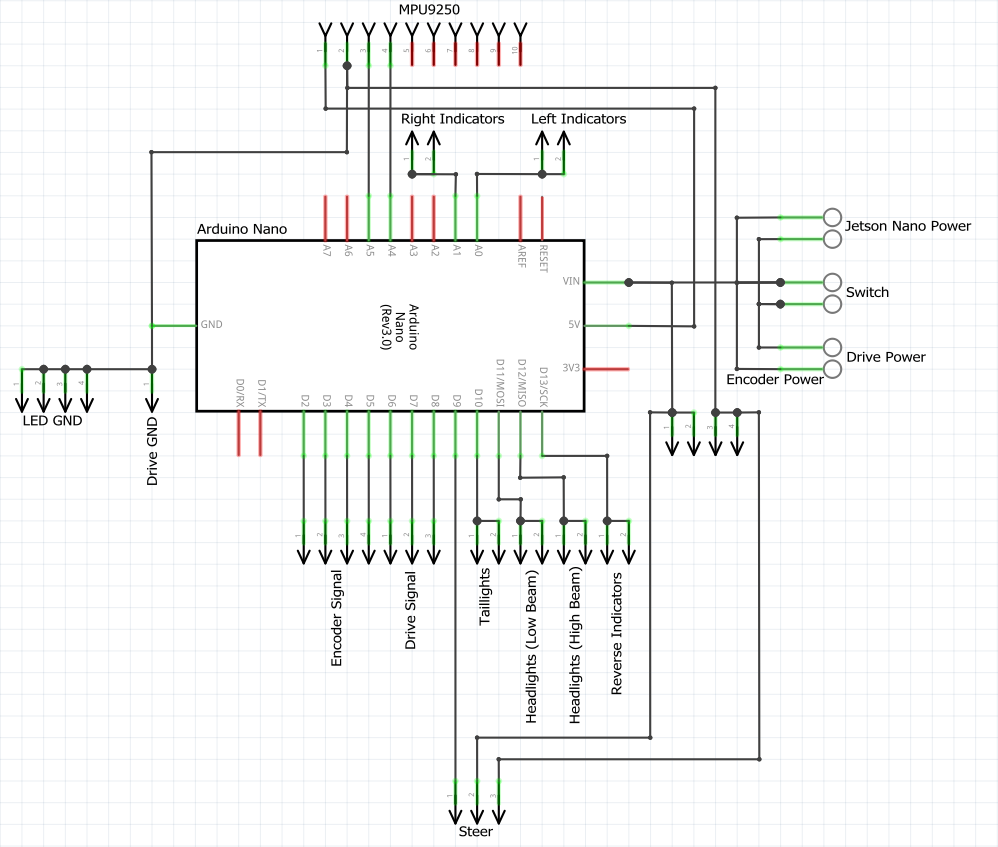 MPU9250
1 2 3 4 5 6 7 8 9 10
Right Indicators
Left Indicators
1 2
1 2
Arduino Nano
A7 A6 A5 A4 A3 A2 A1 A0 AREF RESET
Jetson Nano Power
VIN
Switch
Arduino
Nano
(Rev3.0)
GND
5V
Drive Power
3V3
Encoder Power
D0/RX D1/TX D2 D3 D4 D5 D6 D7 D8 D9 D10 D11/MOSI D12/MISO D13/SCK
1 2 3 4
1
LED GND
Drive GND
1 2 3 4
1 2 3 4 1 2 3
1 2 1 2 1 2 1 2
Encoder Signal
Drive Signal
Taillights
Headlights (Low Beam)
Headlights (High Beam)
Reverse Indicators
1 2 3
Steer